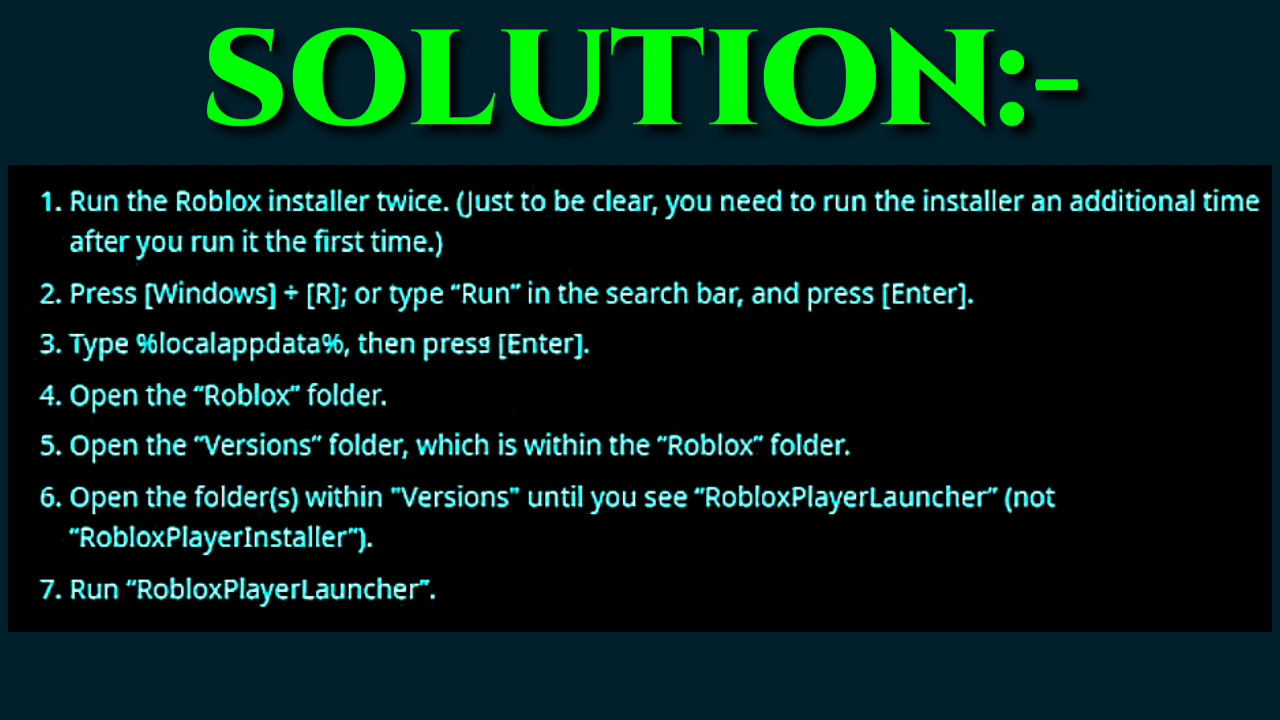 SOLUTION:-
1. Run the Roblox installer twice. (Just to be clear, you need to run the installer an additional time
after you run it the first time.)
2. Press [Windows] + [R]; or type “Run” in the search bar, and press [Enter].
3. Type %localappdata%, then press [Enter].
4. Open the “Roblox” folder.
5. Open the “Versions” folder, which is within the “Roblox” folder.
6. Open the folder(s) within "Versions" until you see “RobloxPlayerLauncher” (not
“RobloxPlayerInstaller”).
7. Run “RobloxPlayerLauncher”.